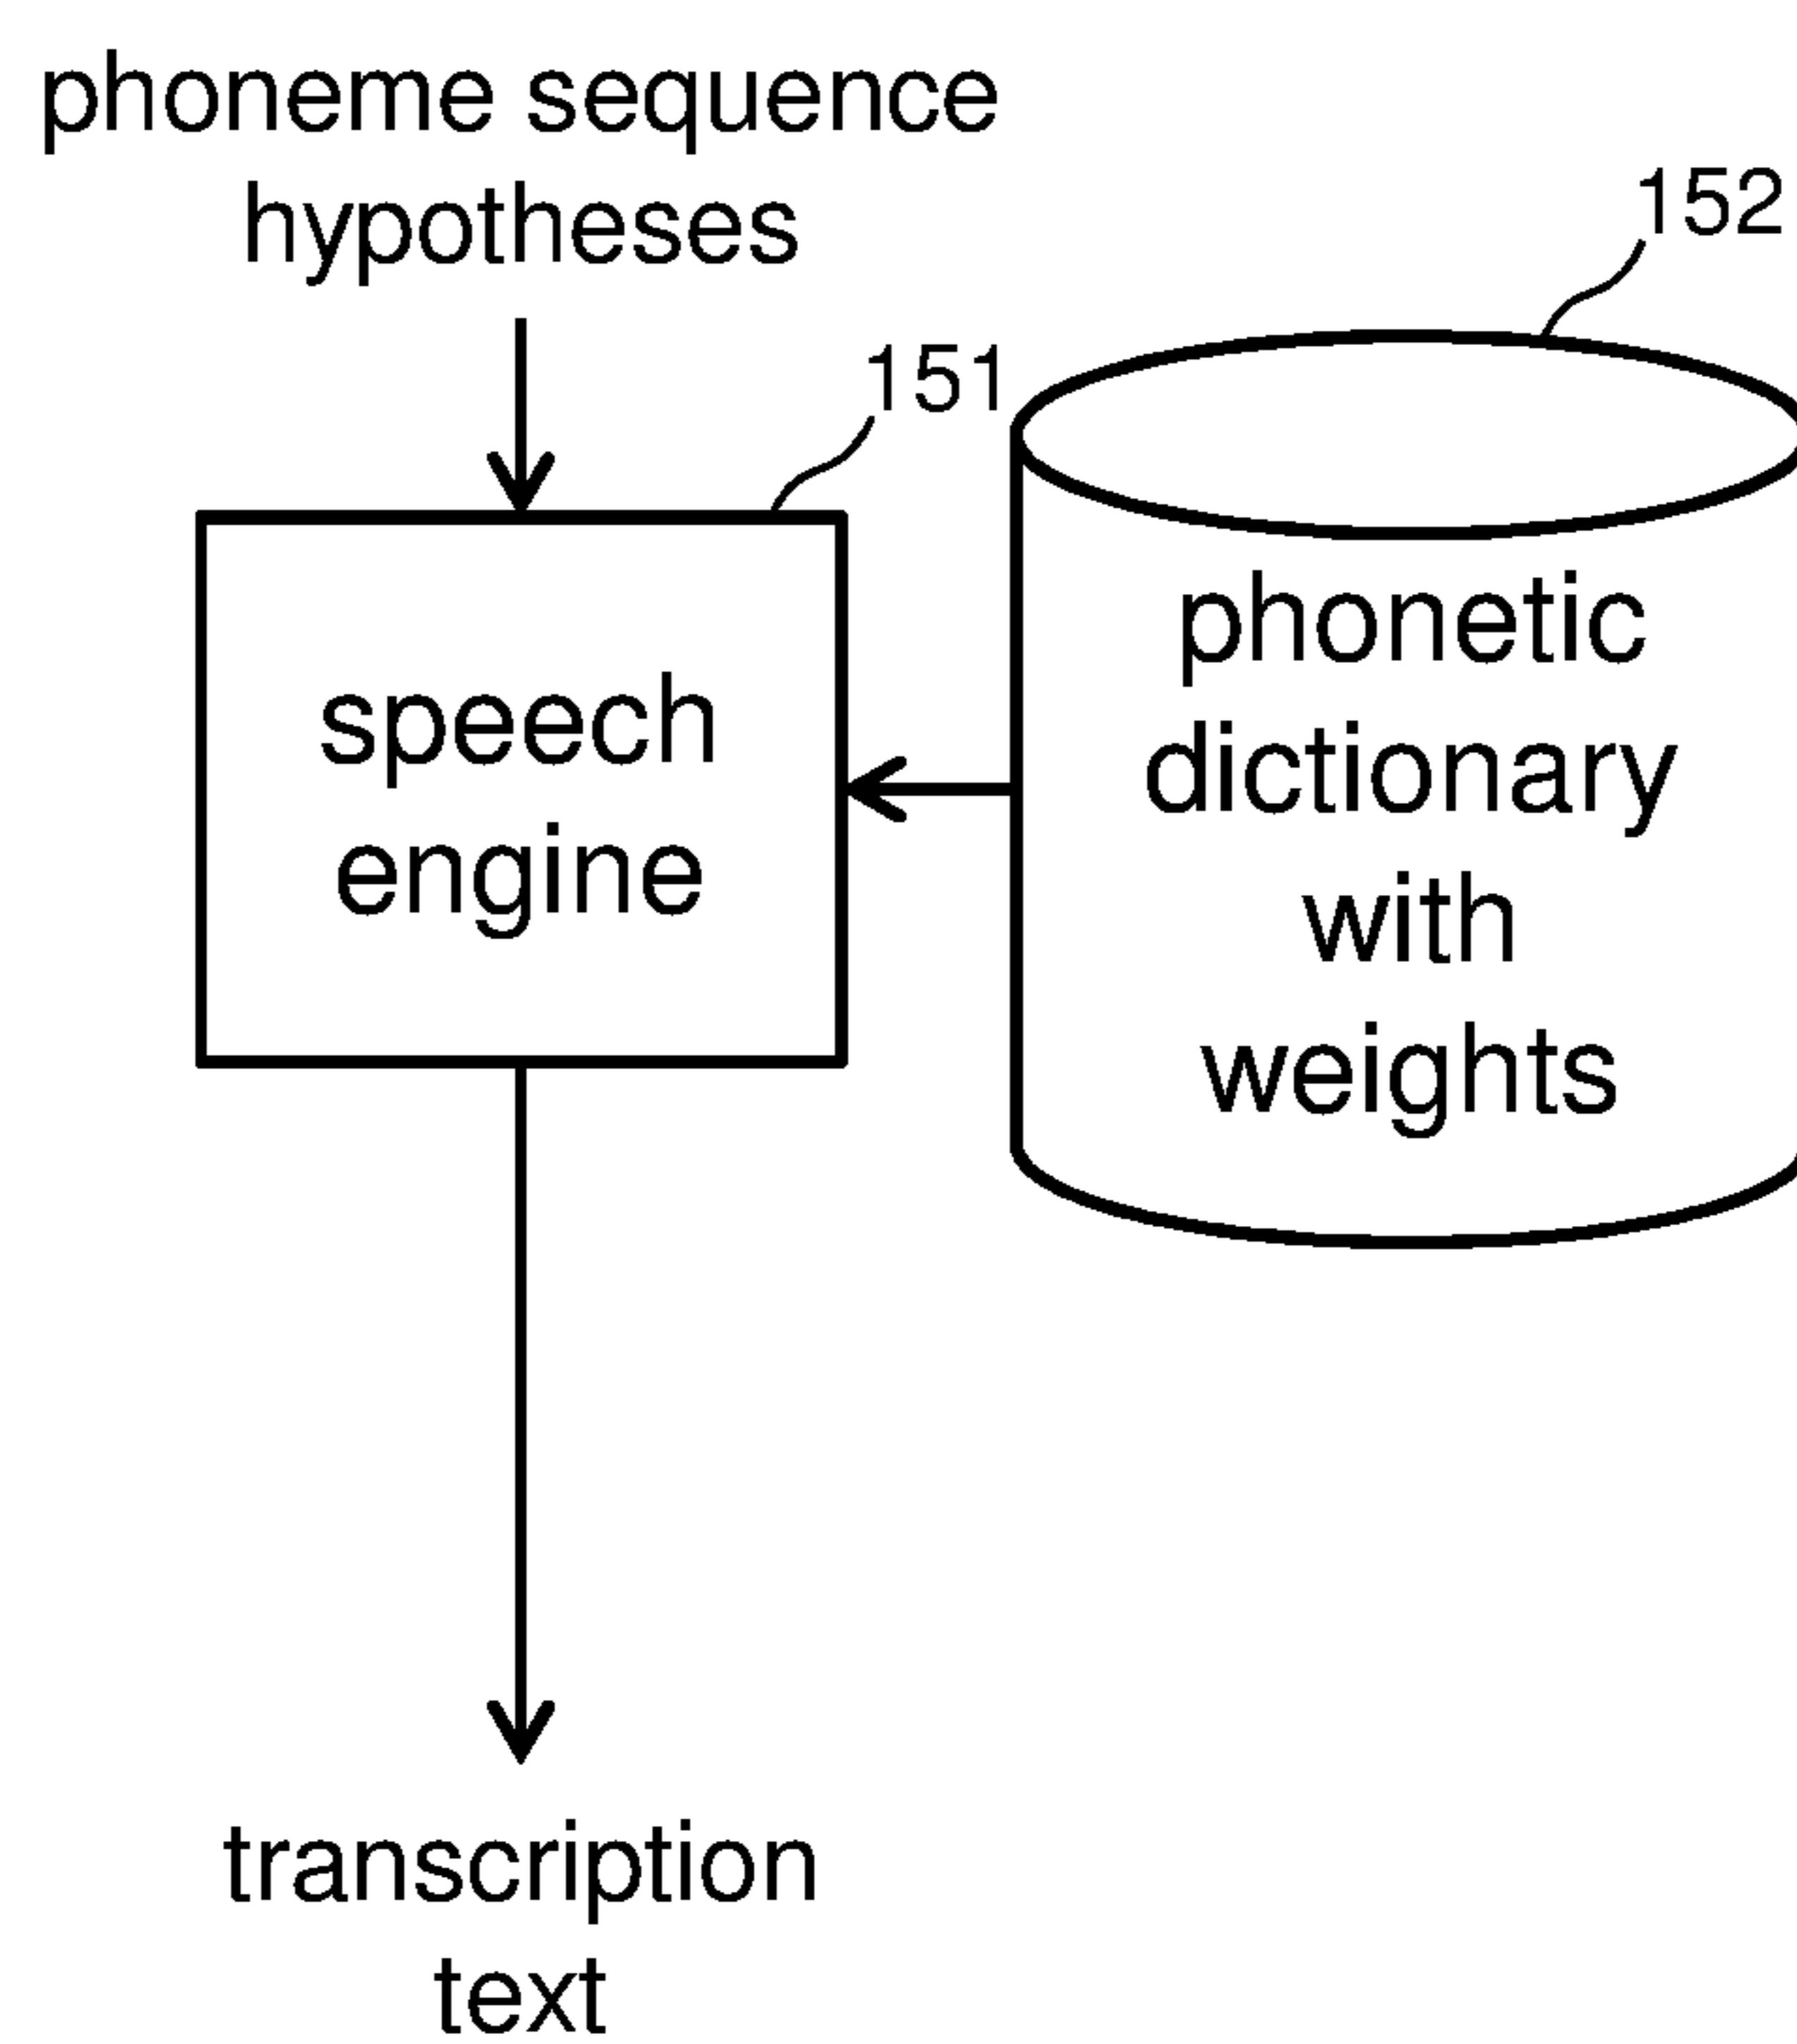 phoneme sequence
hypotheses
152
151
speech
engine
phonetic
dictionary
with
weights
transcription
text